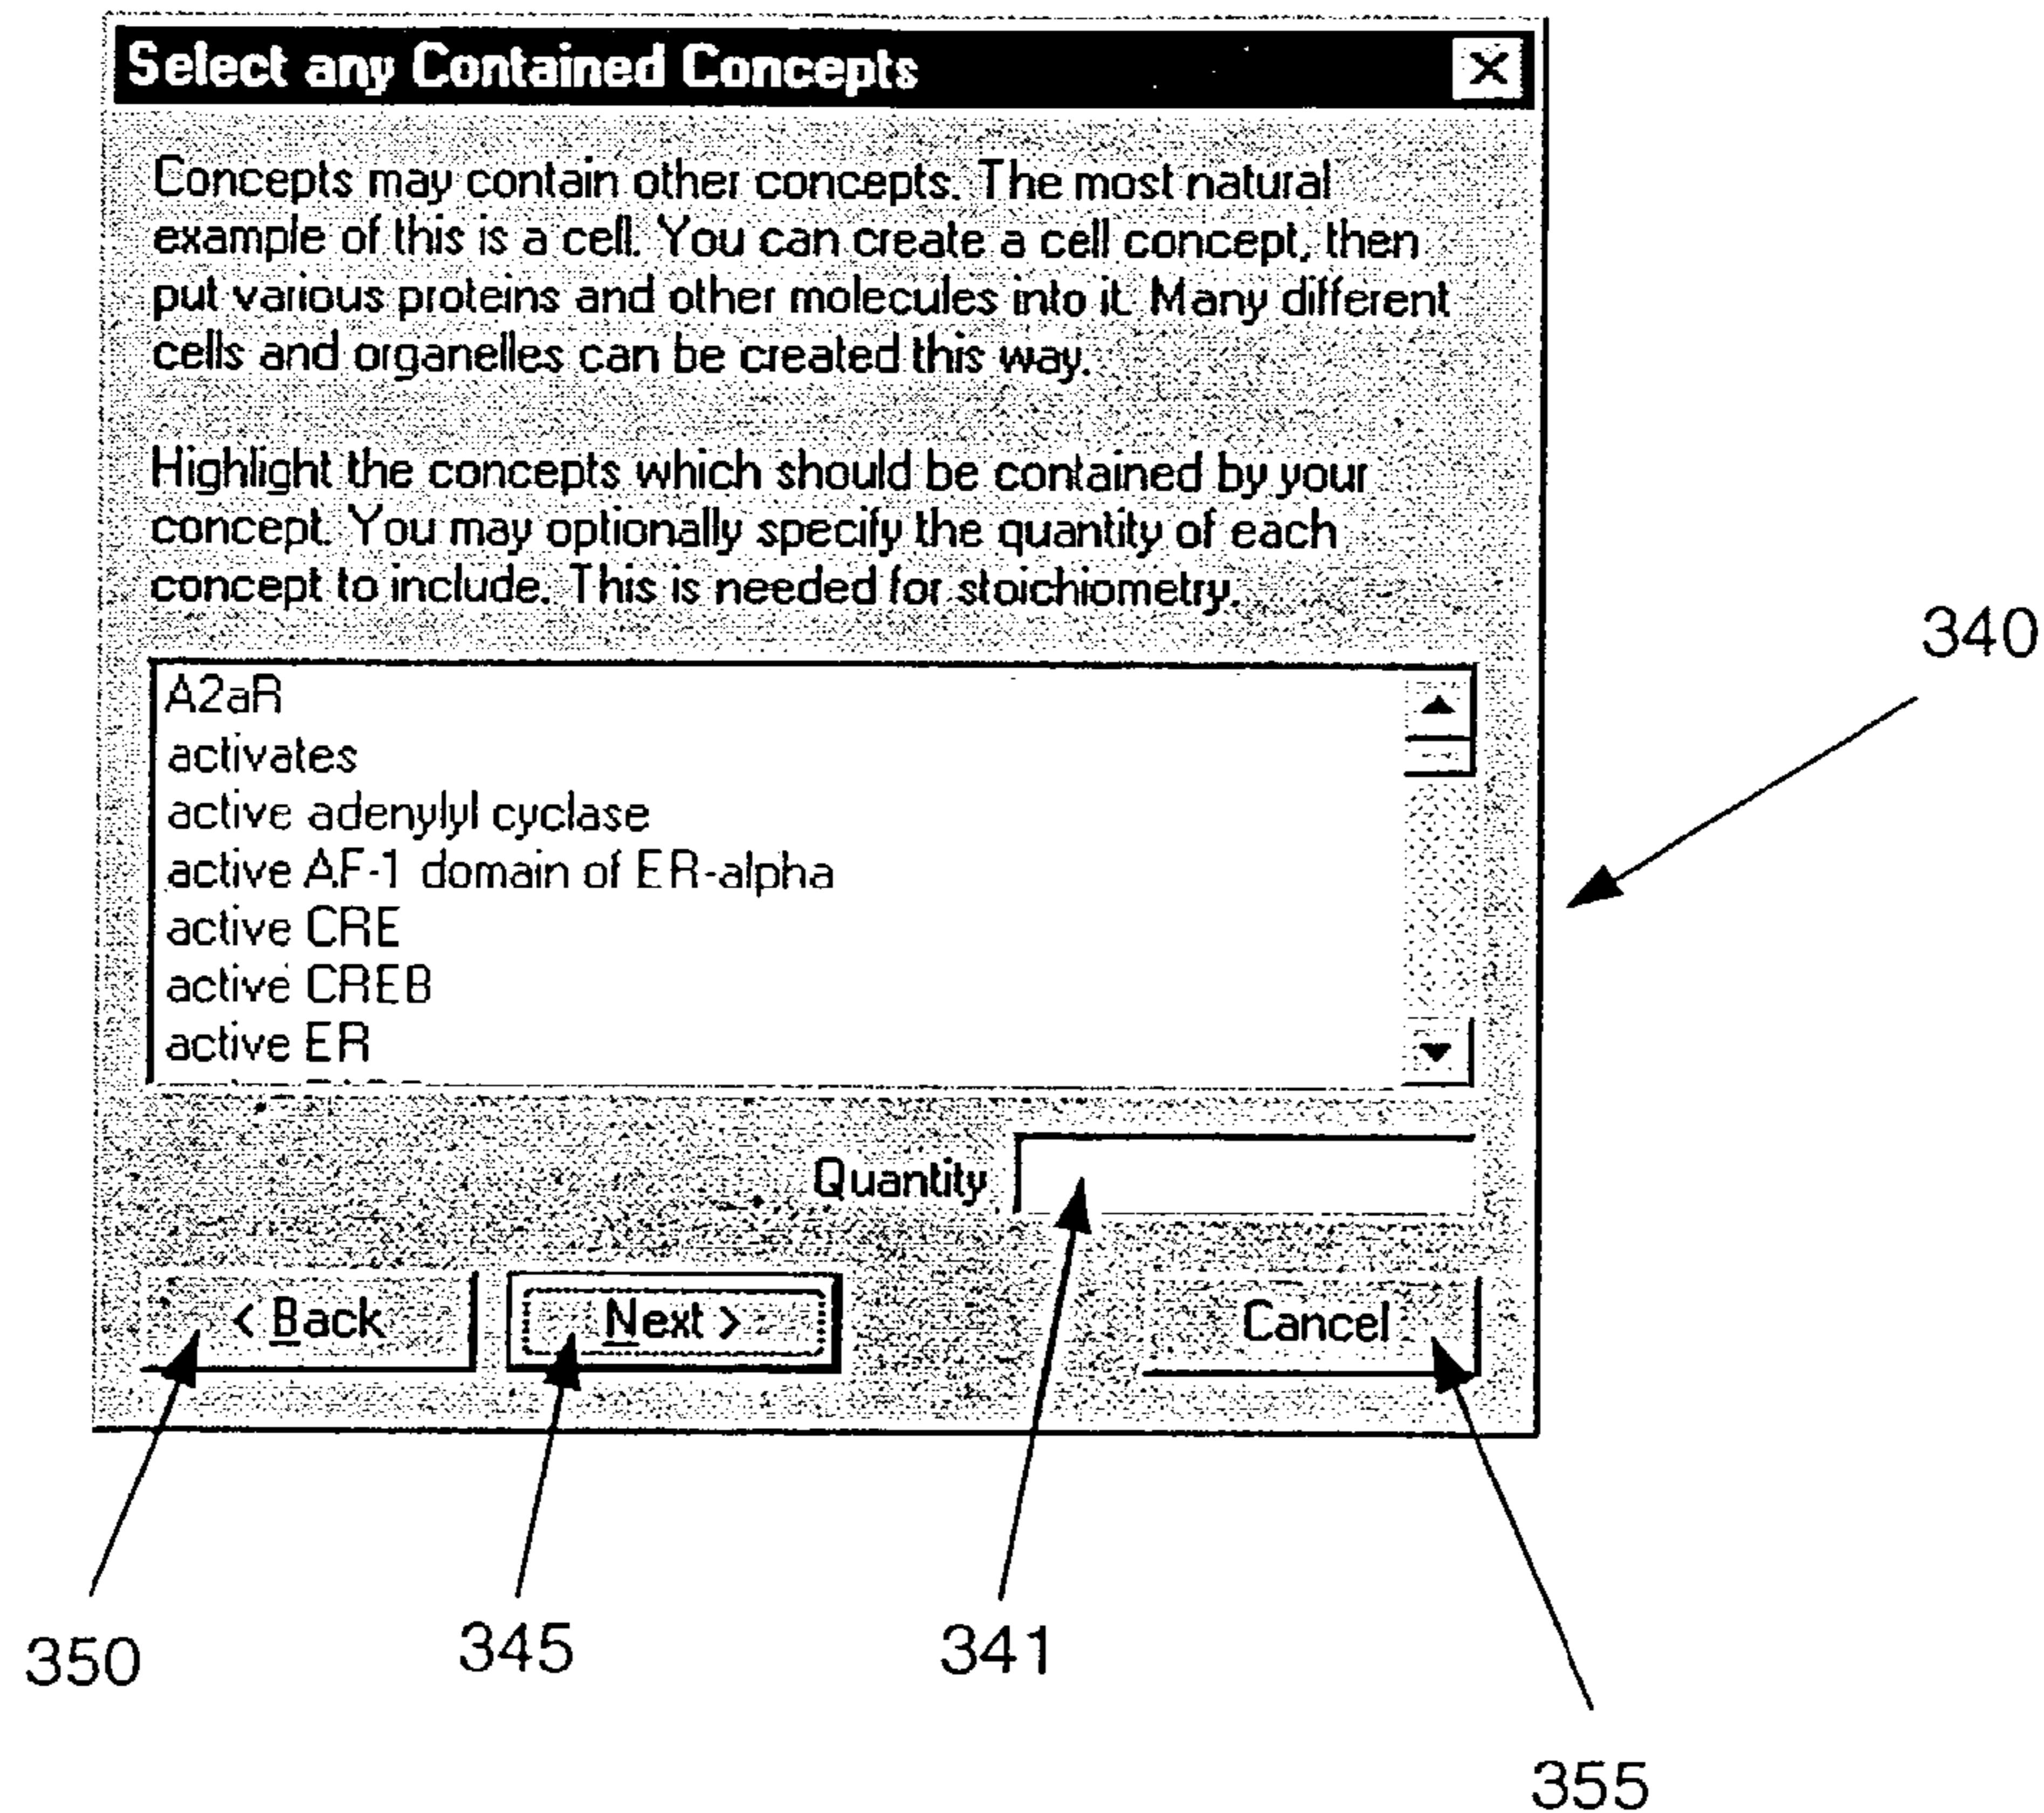 Select any Contained Concepts
Concepts may contain other concepts. The most natural
example of this is a cell. You can create a cell concept, then
put various proteins and other molecules into it. Many different
cells and organelles can be created this way.
Highlight the concepts which should be contained by your
concept. You may optionally specify the quantity of each
concept to include. This is needed for stoichiometry.
340
A2aR
activates
active adenylyl cyclase
active AF-1 domain of ER-alpha
active CRE
active CREB
active ER
Quantity
< Back Next > Cancel
350 345 341
355